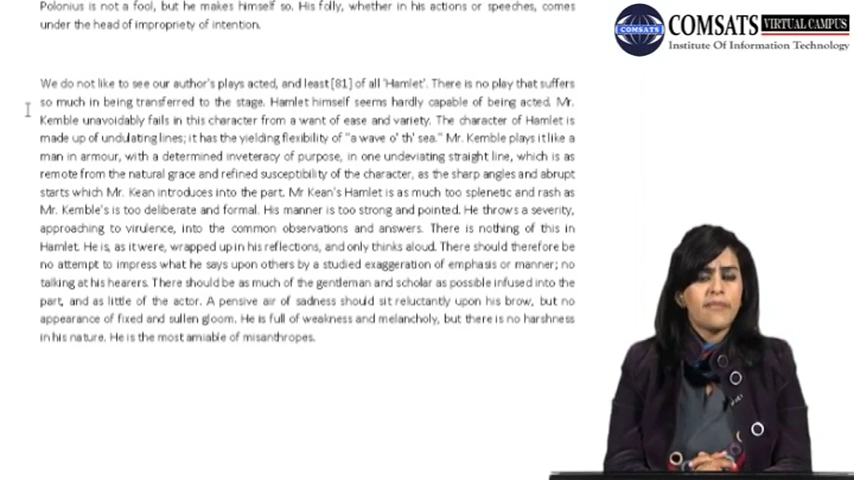 Polonius is not a fool, but he makes himself so. His folly, whether in his actions or speeches, comes
under the head of impropriety of intention.
We do not like to see our author's plays acted, and least [81] of all 'Hamlet'. There is no play that suffers
so much in being transferred to the stage. Hamlet himself seems hardly capable of being acted. Mr.
Kemble unavoidably fails in this character from a want of ease and variety. The character of Hamlet is
made up of undulating lines; it has the yielding flexibility of "a wave o' th' sea." Mr. Kemble plays it like a
man in armour, with a determined inveteracy of purpose, in one undeviating straight line, which is as
remote from the natural grace and refined susceptibility of the character, as the sharp angles and abrupt
starts which Mr. Kean introduces into the part. Mr Kean's Hamlet is as much too splenetic and rash as
Mr. Kemble's is too deliberate and formal. His manner is too strong and pointed. He throws a severity,
approaching to virulence, into the common observations and answers. There is nothing of this in
Hamlet. He is, as it were, wrapped up in his reflections, and only thinks aloud. There should therefore be
no attempt to impress what he says upon others by a studied exaggeration of emphasis or manner; no
talking at his hearers. There should be as much of the gentleman and scholar as possible infused into the
part, and as little of the actor. A pensive air of sadness should sit reluctantly upon his brow, but no
appearance of fixed and sullen gloom. He is full of weakness and melancholy, but there is no harshness
in his nature. He is the most amiable of misanthropes.
COMSATS
COMSATS VIRTUAL CAMPUS
Institute Of Information Technology